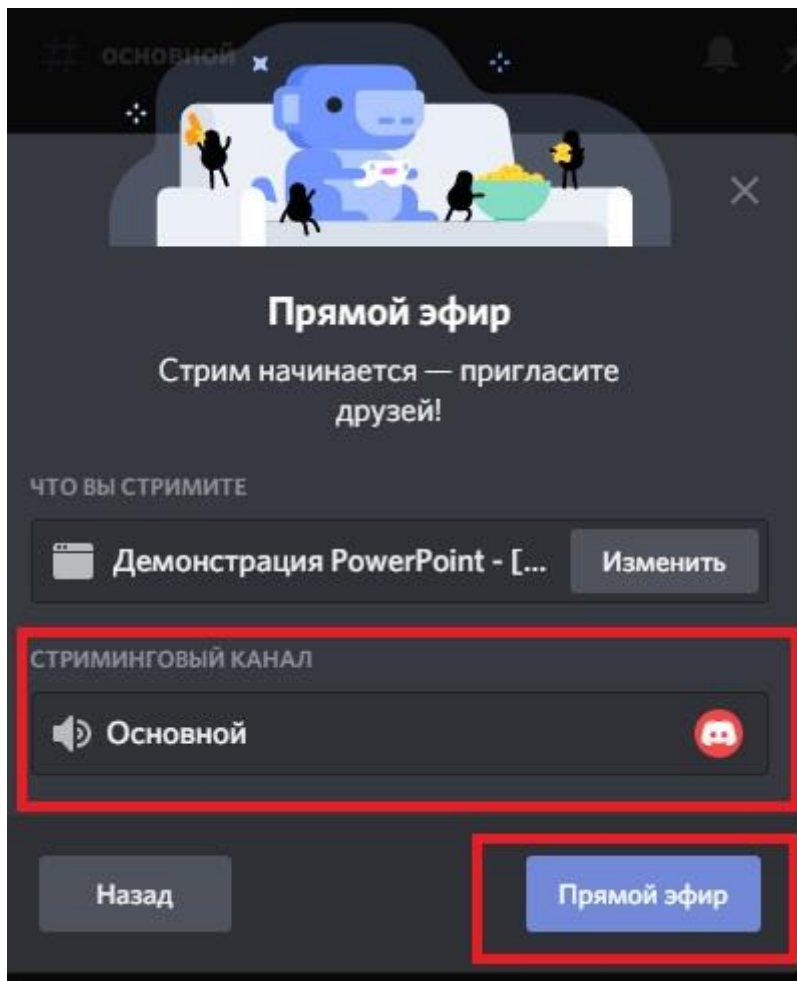 основной
Прямой эфир
Стрим начинается — пригласите
друзей!
ЧТО ВЫ СТРИМИТЕ
Демонстрация PowerPoint - [...
Изменить
СТРИМИНГОВЫЙ КАНАЛ
Основной
Назад
Прямой эфир